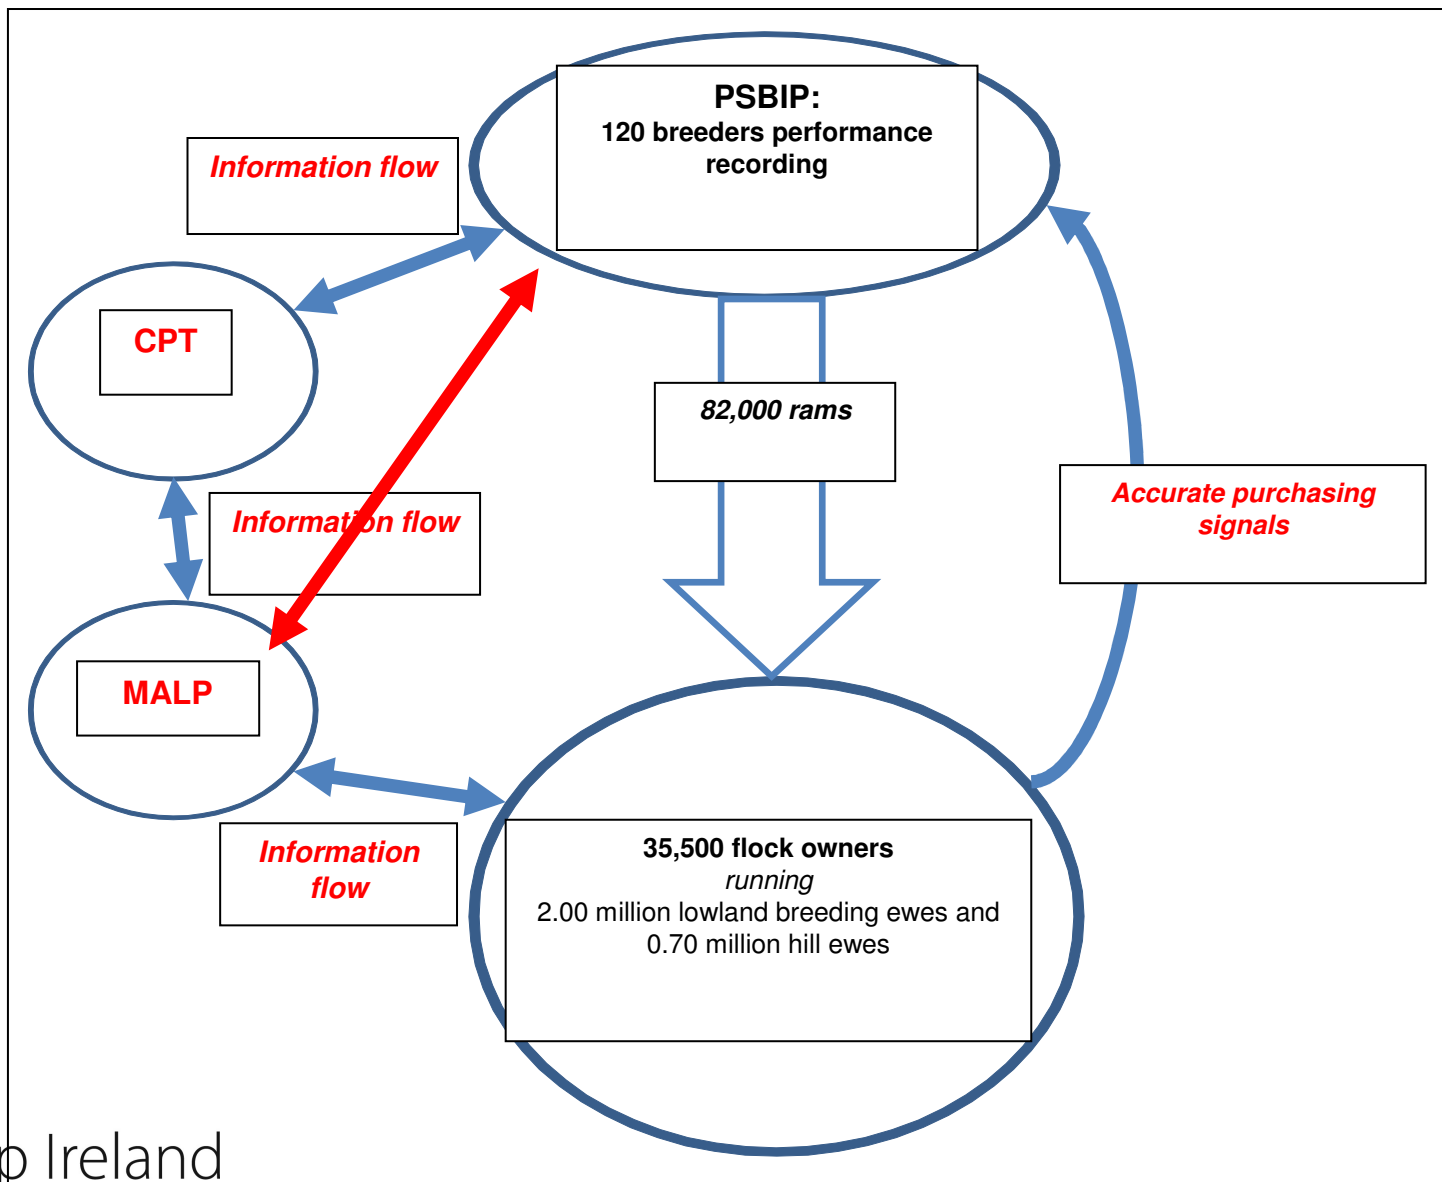 PSBIP:
120 breeders performance
recording
Information flow
CPT
82,000 rams
Accurate purchasing
signals
Information flow
MALP
Information
flow
35,500 flock owners
running
2.00 million lowland breeding ewes and
0.70 million hill ewes
p Ireland